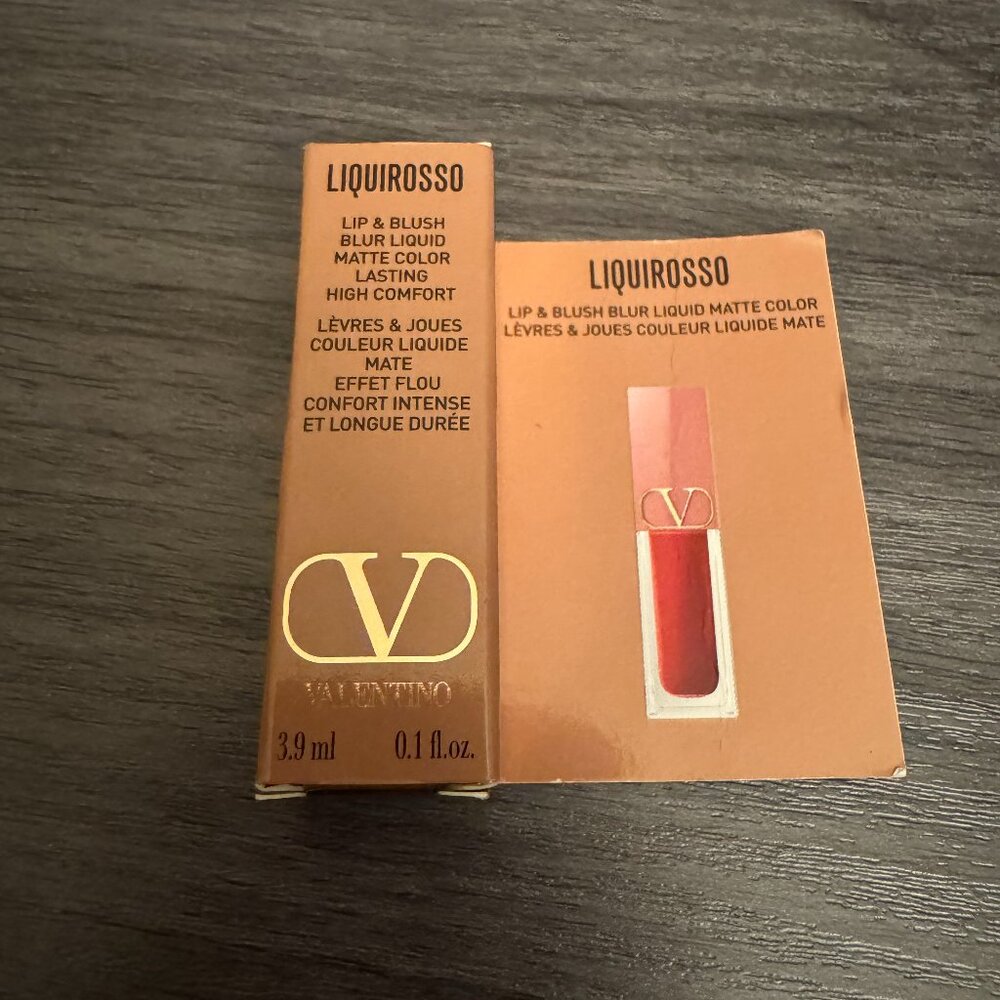 LIQUIROSSO
LIP & BLUSH
BLUR LIQUID
MATTE COLOR
LASTING
HIGH COMFORT
LÈVRES & JOUES
COULEUR LIQUIDE
MATE
EFFET FLOU
CONFORT INTENSE
ET LONGUE DURÉE
V
VALENTINO
3.9 ml 0.1 fl.oz.
LIQUIROSSO
LIP & BLUSH BLUR LIQUID MATTE COLOR
LÈVRES & JOUES COULEUR LIQUIDE MATE
V